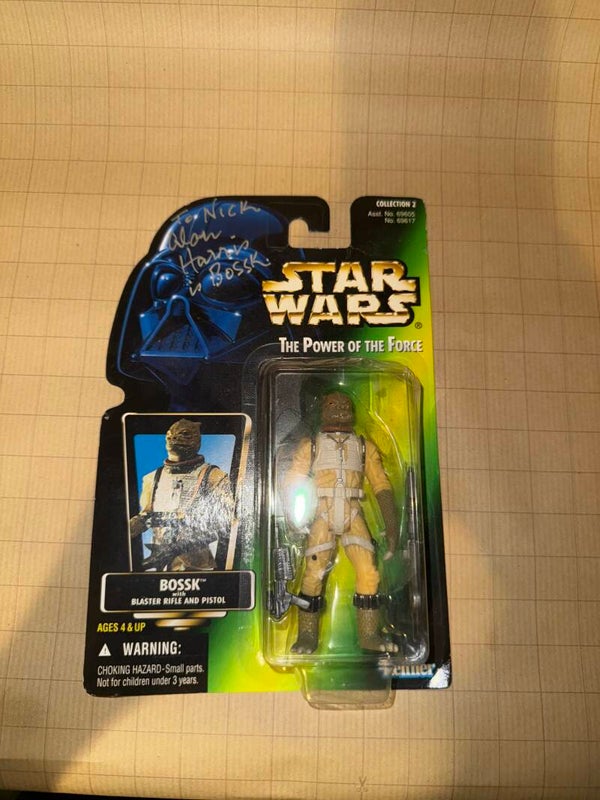 To Nick
Alan.
Harris
is BOSSK.
COLLECTION 2
Asst. No. 69605
No. 69617
STAR
WARS®
THE POWER OF THE FORCE
BOSSK™
with
BLASTER RIFLE AND PISTOL
AGES 4 & UP
WARNING:
CHOKING HAZARD-Small parts.
Not for children under 3 years.
Kenner